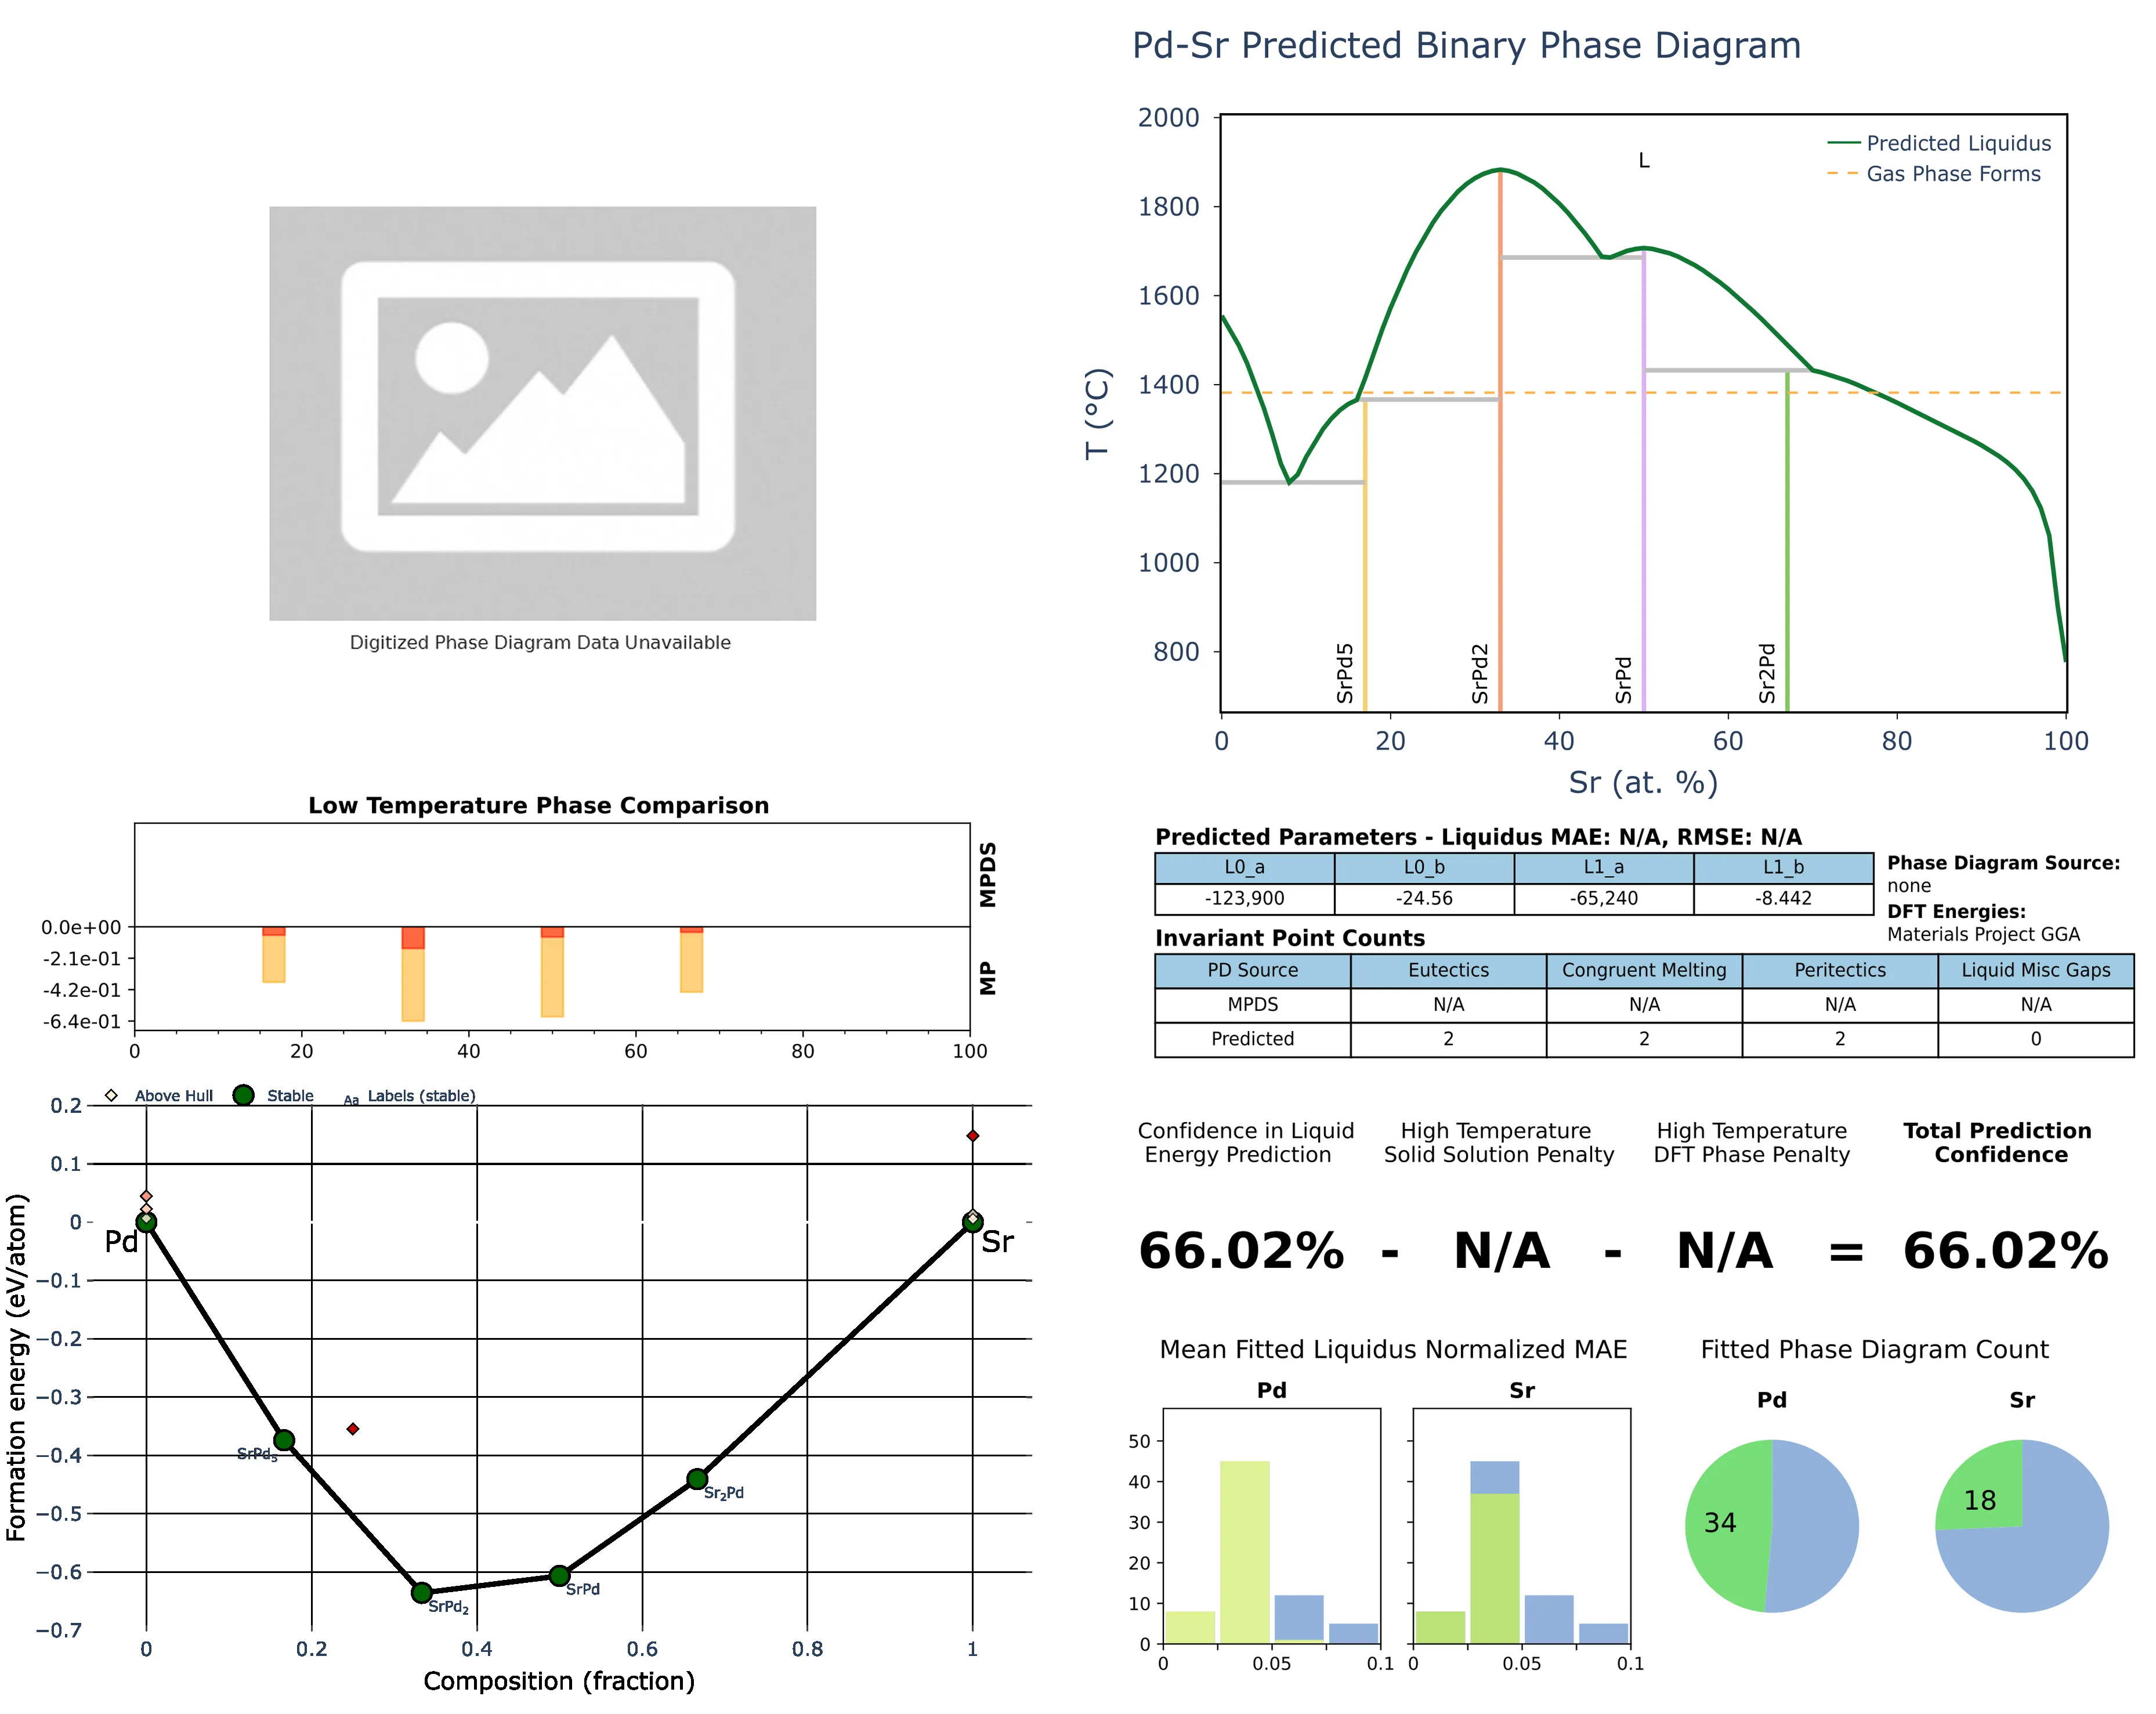 Pd-Sr Predicted Binary Phase Diagram
2000
1800
1600
1400
1200
1000
800
T (°C)
L
Predicted Liquidus
Gas Phase Forms
SrPd5
SrPd2
SrPd
Sr2Pd
0 20 40 60 80 100
Sr (at. %)
Digitized Phase Diagram Data Unavailable
Low Temperature Phase Comparison
MPDS
MP
0.0e+00
-2.1e-01
-4.2e-01
-6.4e-01
0 20 40 60 80 100
Predicted Parameters - Liquidus MAE: N/A, RMSE: N/A
L0_a L0_b L1_a L1_b
-123,900 -24.56 -65,240 -8.442
Phase Diagram Source:
none
DFT Energies:
Materials Project GGA
Invariant Point Counts
PD Source Eutectics Congruent Melting Peritectics Liquid Misc Gaps
MPDS N/A N/A N/A N/A
Predicted 2 2 2 0
Above Hull Stable Aa Labels (stable)
0.2
0.1
0
−0.1
−0.2
−0.3
−0.4
−0.5
−0.6
−0.7
Formation energy (eV/atom)
Pd
Sr
SrPd₅
SrPd₂
SrPd
Sr₂Pd
0 0.2 0.4 0.6 0.8 1
Composition (fraction)
Confidence in Liquid
Energy Prediction
High Temperature
Solid Solution Penalty
High Temperature
DFT Phase Penalty
Total Prediction
Confidence
66.02% - N/A - N/A = 66.02%
Mean Fitted Liquidus Normalized MAE
Pd
Sr
50
40
30
20
10
0
0 0.05 0.1
0 0.05 0.1
Fitted Phase Diagram Count
Pd
Sr
34
18